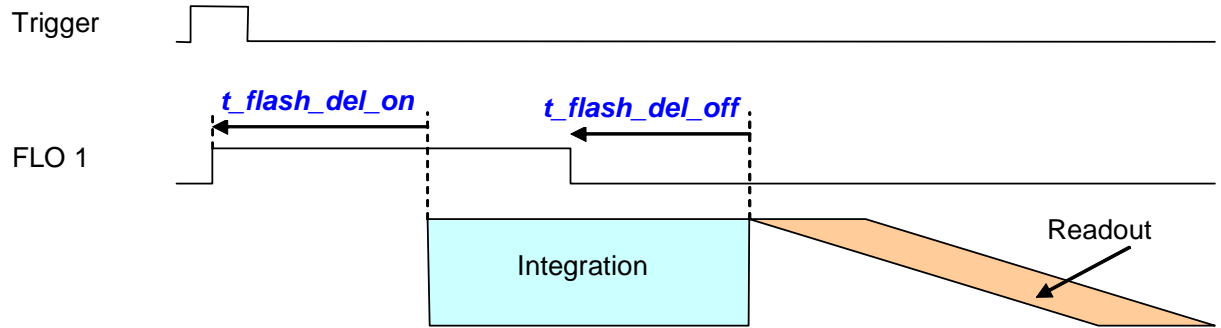 Trigger
t_flash_del_on
t_flash_del_off
FLO 1
Readout
Integration